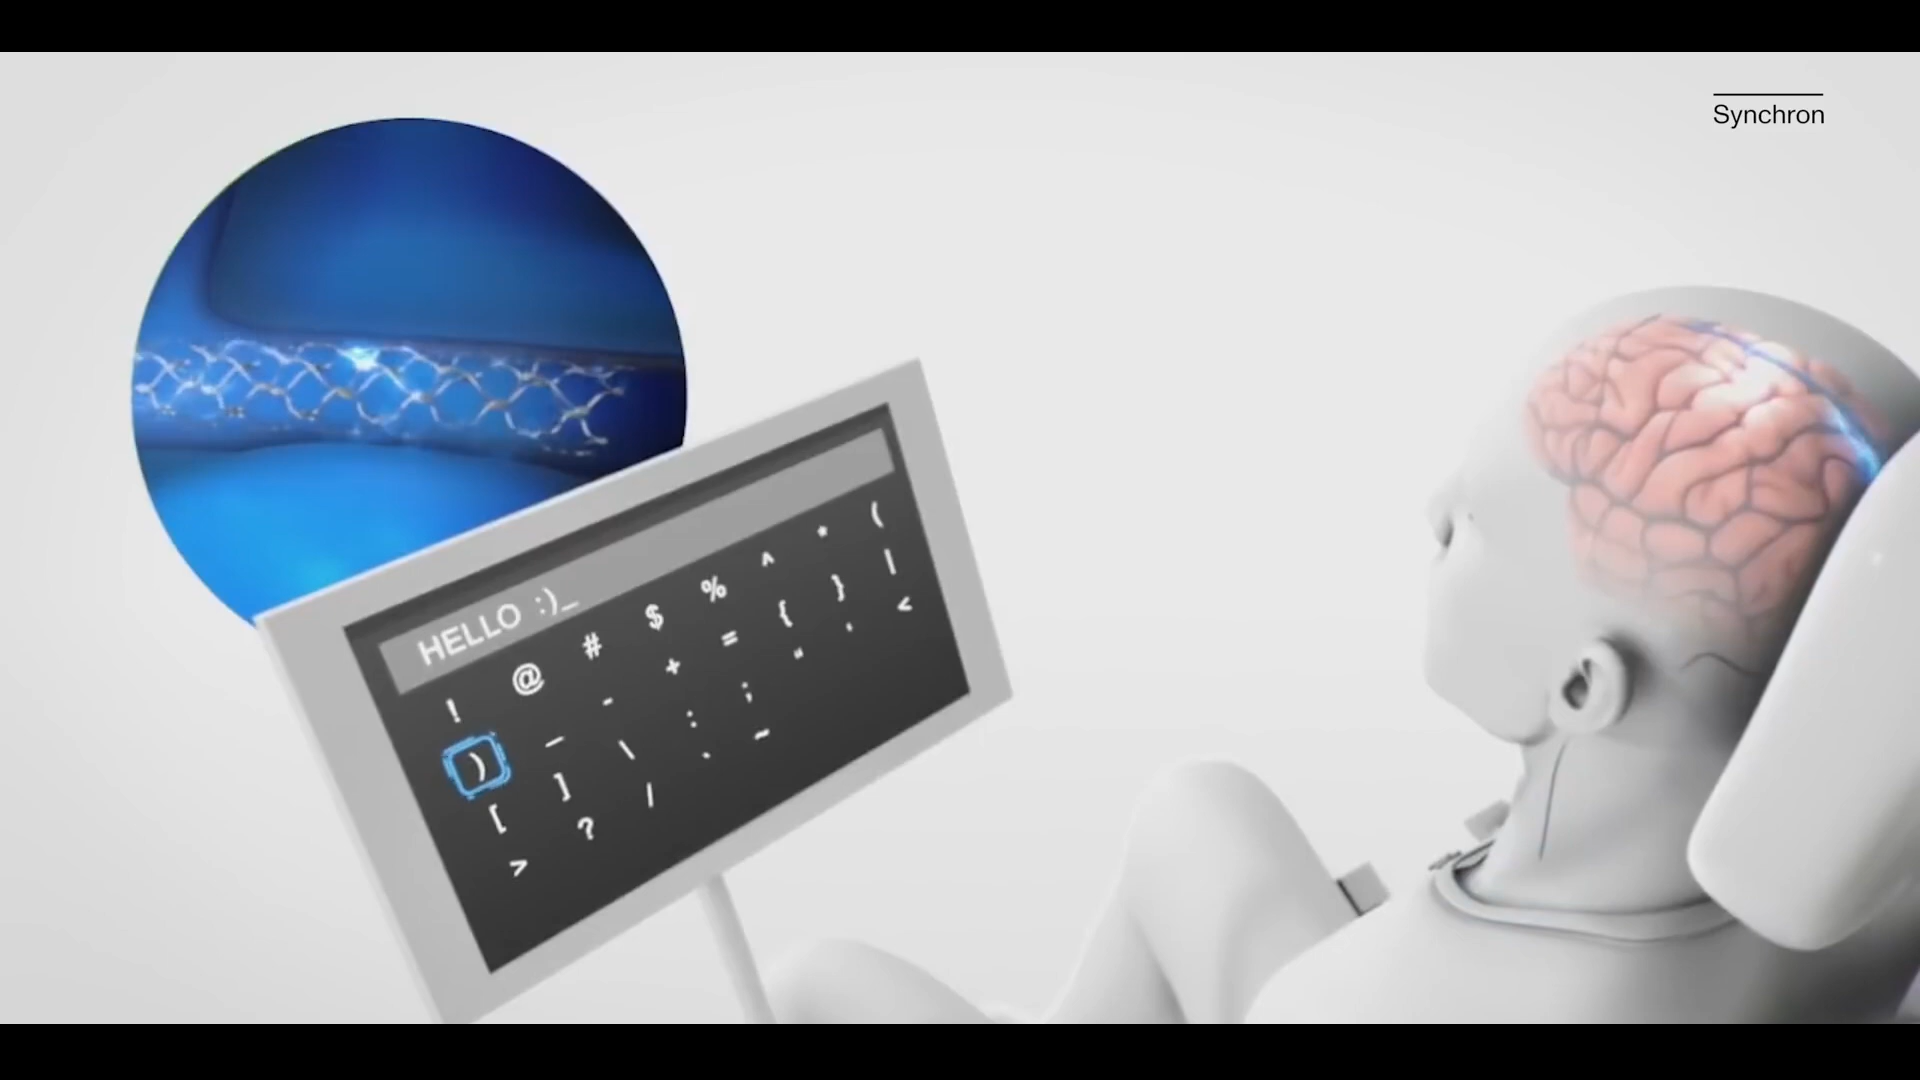 Synchron
HELLO :)_
! @ # $ % ^ * (
) _ - + = { } |
[ ] \ : ; " ' <
> ? / ` ~